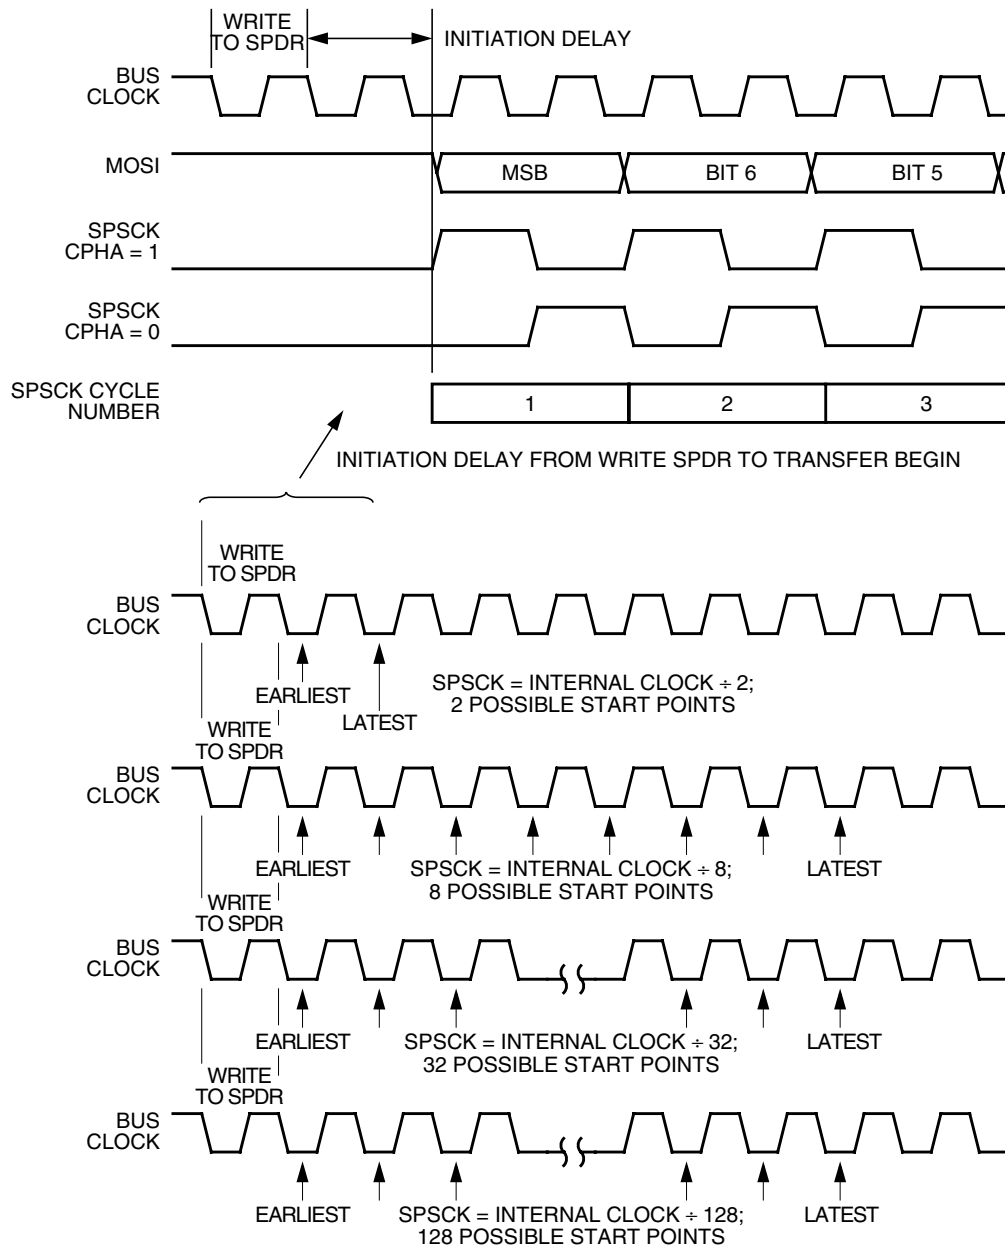 WRITE
TO SPDR
INITIATION DELAY
BUS
CLOCK
MOSI
MSB
BIT 6
BIT 5
SPSCK
CPHA = 1
SPSCK
CPHA = 0
SPSCK CYCLE
NUMBER
1
2
3
INITIATION DELAY FROM WRITE SPDR TO TRANSFER BEGIN
WRITE
TO SPDR
BUS
CLOCK
EARLIEST
LATEST
SPSCK = INTERNAL CLOCK ÷ 2;
2 POSSIBLE START POINTS
WRITE
TO SPDR
BUS
CLOCK
EARLIEST
SPSCK = INTERNAL CLOCK ÷ 8;
8 POSSIBLE START POINTS
LATEST
WRITE
TO SPDR
BUS
CLOCK
EARLIEST
SPSCK = INTERNAL CLOCK ÷ 32;
32 POSSIBLE START POINTS
LATEST
WRITE
TO SPDR
BUS
CLOCK
EARLIEST
SPSCK = INTERNAL CLOCK ÷ 128;
128 POSSIBLE START POINTS
LATEST